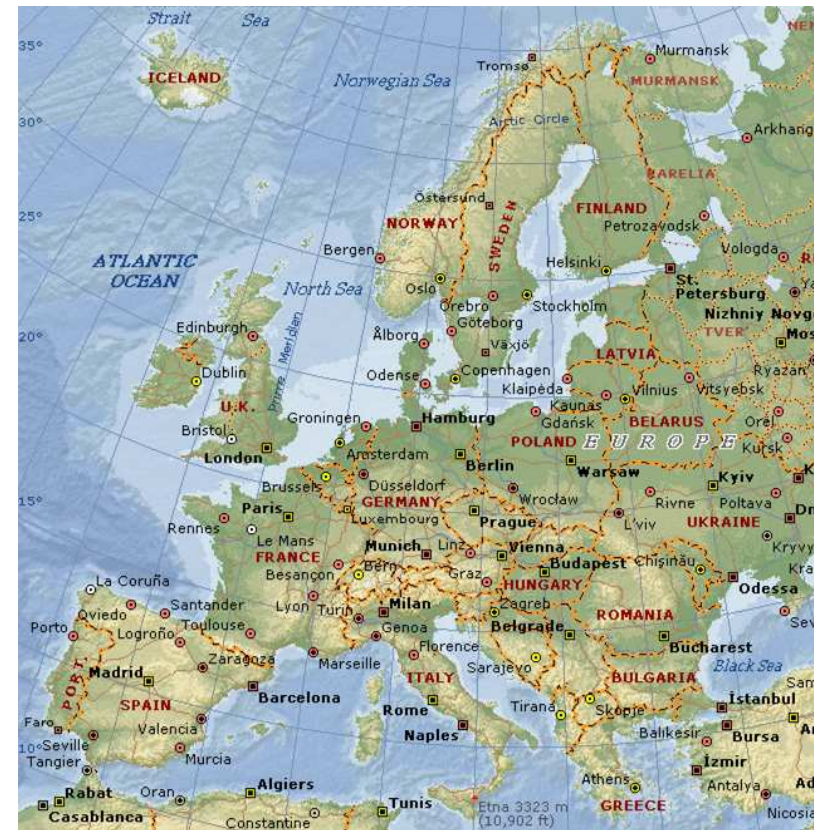 Strait Sea
NEN
35°
Murmansk
Tromsø
ICELAND
Norwegian Sea
MURMANSK
30°
Arctic Circle
Arkhang
KARELIA
Östersund
25°
NORWAY
SWEDEN
FINLAND
Petrozavodsk
Bergen
Vologda
ATLANTIC
OCEAN
Helsinki
St.
Petersburg
North Sea
Oslo
Örebro
Stockholm
Nizhniy Novg
Edinburgh
Göteborg
TVER'
Mos
20°
Prime Meridian
Ålborg
Växjö
LATVIA
Dublin
Copenhagen
Ryazan
Odense
Klaipėda
Vilnius
Vitsyebsk
U.K.
Kaunas
Groningen
Hamburg
Gdańsk
BELARUS
Orel
Bristol
POLAND
EUROPE
Kursk
London
Amsterdam
Berlin
Warsaw
Brussels
Düsseldorf
Kyiv
15°
GERMANY
Wrocław
Rivne
Poltava
Paris
Luxembourg
Prague
L'viv
UKRAINE
Rennes
Le Mans
Munich
Linz
Vienna
Kryvy
FRANCE
Bern
Budapest
Chişinău
Besançon
Graz
HUNGARY
Odessa
La Coruña
Lyon
Turin
Milan
Zagreb
ROMANIA
Oviedo
Santander
Sev
Porto
Logroño
Toulouse
Genoa
Belgrade
Bucharest
Florence
Zaragoza
Marseille
Sarajevo
Black Sea
PORT.
Madrid
ITALY
BULGARIA
SPAIN
Barcelona
Rome
Tirana
Skopje
İstanbul
Faro
Valencia
Naples
Balıkesir
Bursa
Seville
10°
Murcia
Tangier
İzmir
Athens
Rabat
Oran
Algiers
Antalya
Casablanca
Constantine
Tunis
Etna 3323 m
(10,902 ft)
GREECE
Nicosia